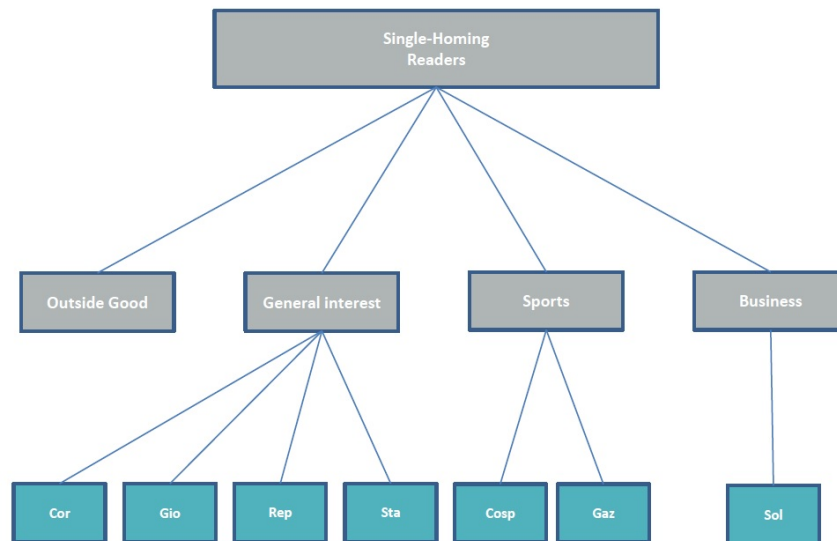 Single-Homing
Readers
Outside Good
General interest
Sports
Business
Cor
Gio
Rep
Sta
Cosp
Gaz
Sol